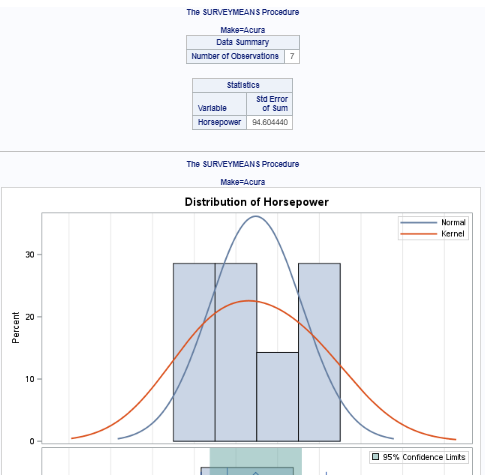 The SURVEYMEANS Procedure
Make=Acura
Data Summary
Number of Observations 7
Statistics
Variable Std Error of Sum
Horsepower 94.604440
The SURVEYMEANS Procedure
Make=Acura
Distribution of Horsepower
Normal
Kernel
30
20
10
0
Percent
95% Confidence Limits